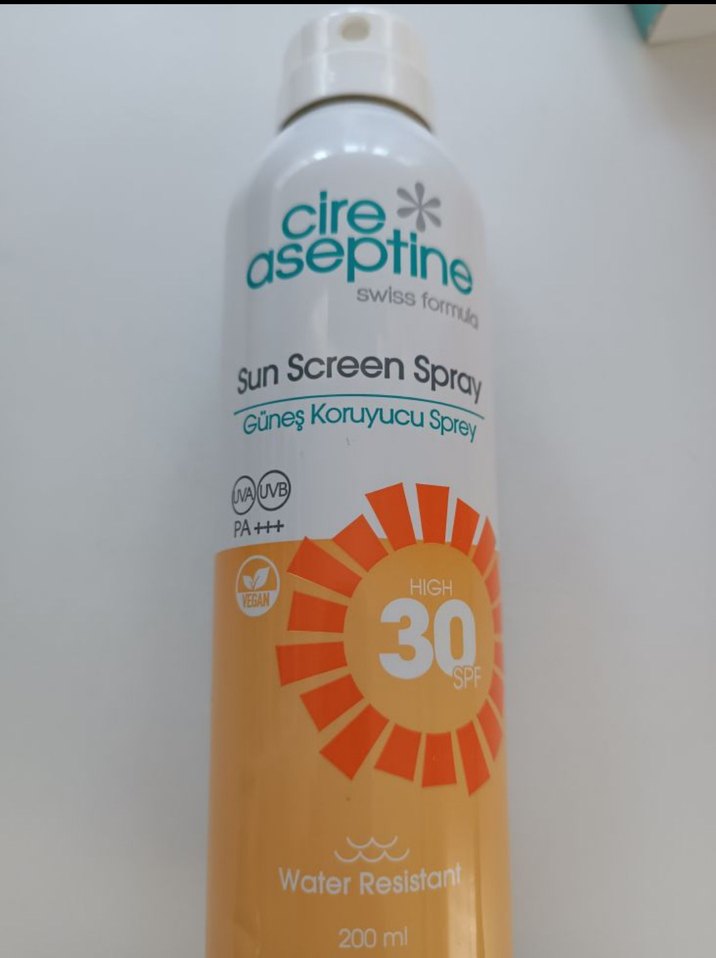 cire
aseptine
swiss formula
Sun Screen Spray
Güneş Koruyucu Sprey
UVA UVB
PA +++
VEGAN
HIGH
30
SPF
Water Resistant
200 ml